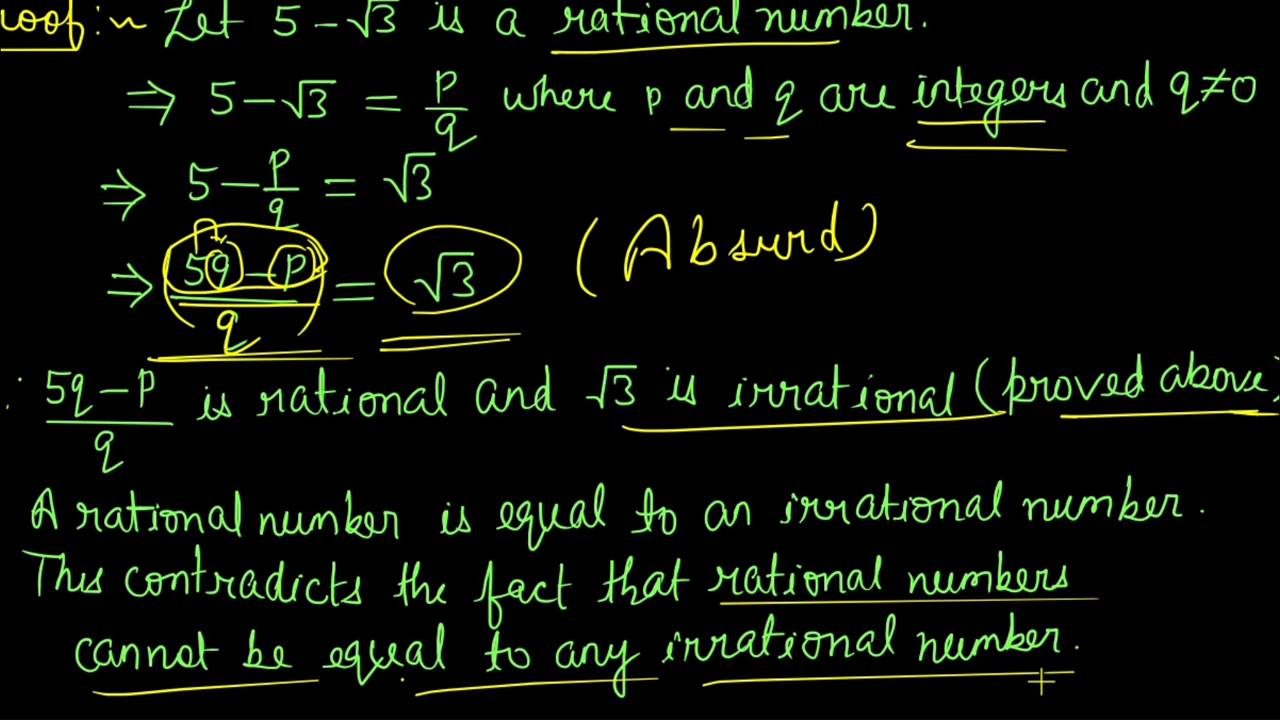 roof:~ Let 5-√3 is a rational number.
⇒ 5-√3 = p/q where p and q are integers and q≠0
⇒ 5-p/q = √3
⇒ (5q-p)/q = √3 (Absurd)
∵ (5q-p)/q is rational and √3 is irrational (proved above)
A rational number is equal to an irrational number.
This contradicts the fact that rational numbers
cannot be equal to any irrational number.